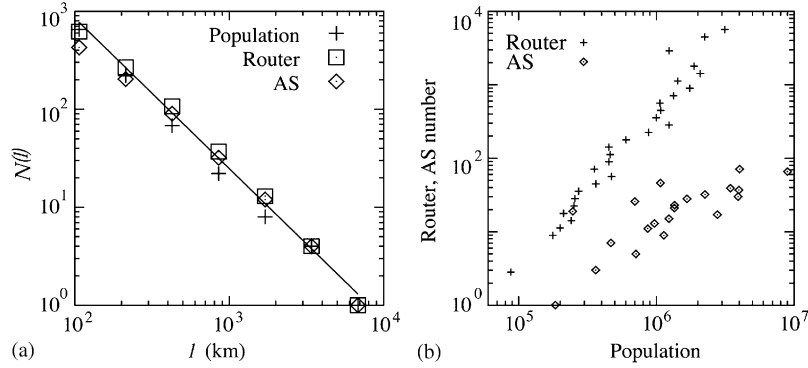 10^3
10^2
10^1
10^0
N(l)
Population
Router
AS
10^2
10^3
10^4
l (km)
(a)
10^4
10^2
10^0
Router, AS number
Router
AS
10^5
10^6
10^7
Population
(b)